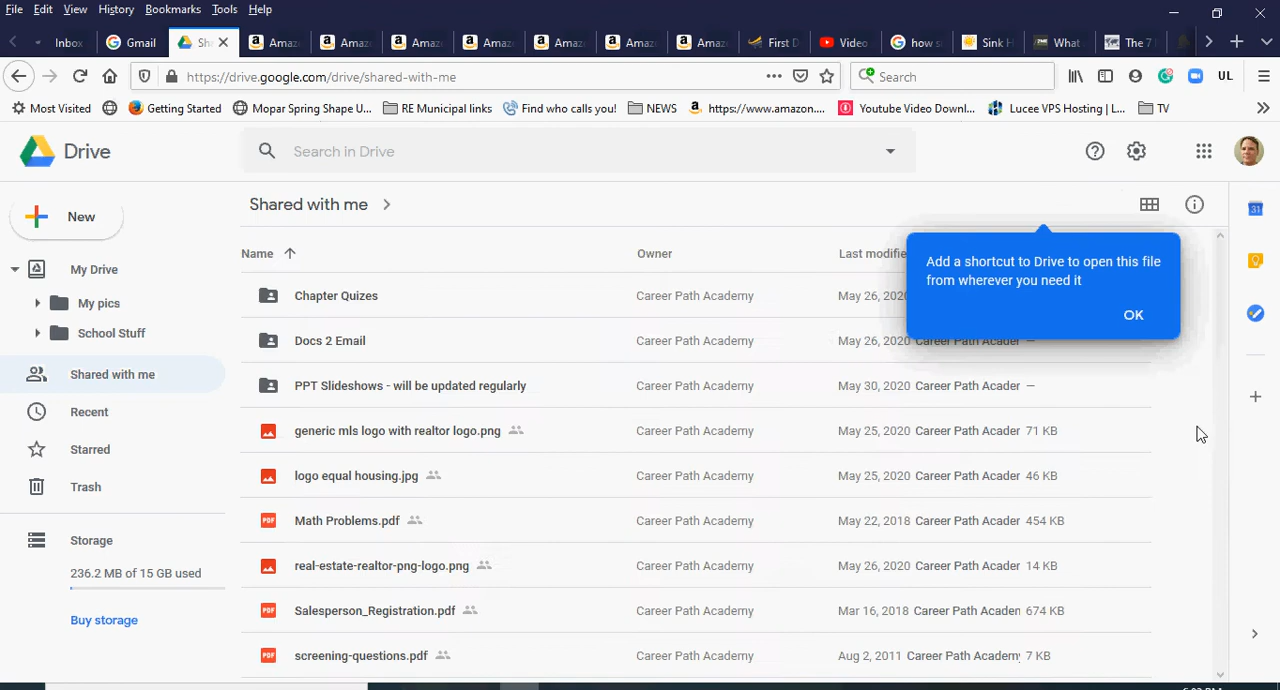 File Edit View History Bookmarks Tools Help
Inbox Gmail Sha Amaz Amaz Amaz Amaz Amaz Amaz Amaz First D Video how s Sink H What The 7
https://drive.google.com/drive/shared-with-me Search UL
Most Visited Getting Started Mopar Spring Shape U... RE Municipal links Find who calls you! NEWS https://www.amazon.... Youtube Video Downl... Lucee VPS Hosting | L... TV
Drive Search in Drive
New Shared with me
31
Name Owner Last modifie
Add a shortcut to Drive to open this file
from wherever you need it
OK
My Drive
My pics
School Stuff
Shared with me
Recent
Starred
Trash
Storage
236.2 MB of 15 GB used
Buy storage
Chapter Quizes Career Path Academy May 26, 202
Docs 2 Email Career Path Academy May 26, 2020 Career Path Acader —
PPT Slideshows - will be updated regularly Career Path Academy May 30, 2020 Career Path Acader —
generic mls logo with realtor logo.png Career Path Academy May 25, 2020 Career Path Acader 71 KB
logo equal housing.jpg Career Path Academy May 25, 2020 Career Path Acader 46 KB
PDF Math Problems.pdf Career Path Academy May 22, 2018 Career Path Acader 454 KB
real-estate-realtor-png-logo.png Career Path Academy May 26, 2020 Career Path Acader 14 KB
PDF Salesperson_Registration.pdf Career Path Academy Mar 16, 2018 Career Path Acaden 674 KB
PDF screening-questions.pdf Career Path Academy Aug 2, 2011 Career Path Academy 7 KB